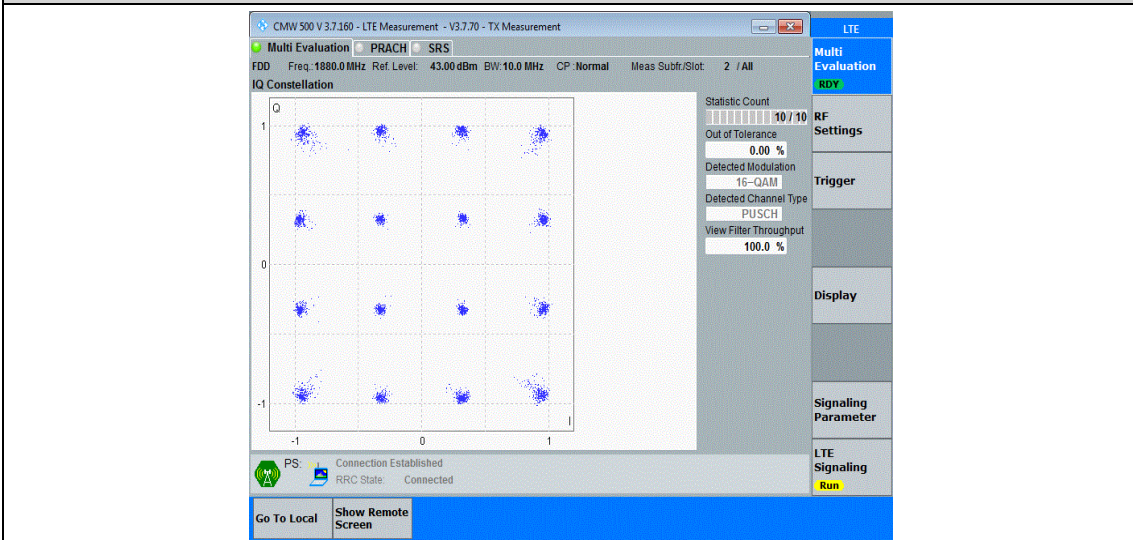 CMW 500 V 3.7.160 - LTE Measurement - V3.7.70 - TX Measurement
LTE
Multi Evaluation PRACH SRS
Multi
Evaluation
RDY
FDD Freq.:1880.0 MHz Ref. Level: 43.00 dBm BW:10.0 MHz CP :Normal Meas Subfr./Slot: 2 / All
IQ Constellation
Q
1
0
-1
-1 0 1
I
Statistic Count
10 / 10
Out of Tolerance
0.00 %
Detected Modulation
16-QAM
Detected Channel Type
PUSCH
View Filter Throughput
100.0 %
RF
Settings
Trigger
Display
Signaling
Parameter
LTE
Signaling
Run
PS: Connection Established
RRC State: Connected
Go To Local
Show Remote
Screen